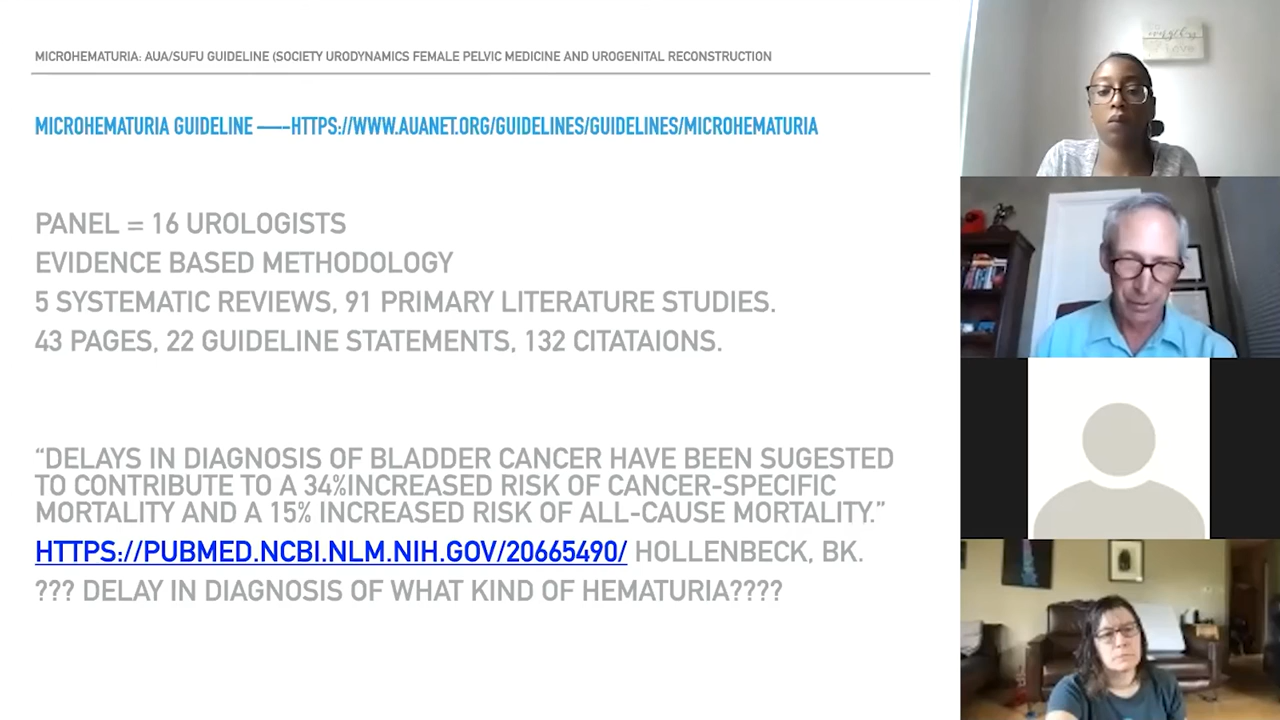 MICROHEMATURIA: AUA/SUFU GUIDELINE (SOCIETY URODYNAMICS FEMALE PELVIC MEDICINE AND UROGENITAL RECONSTRUCTION
MICROHEMATURIA GUIDELINE —--HTTPS://WWW.AUANET.ORG/GUIDELINES/GUIDELINES/MICROHEMATURIA
PANEL = 16 UROLOGISTS
EVIDENCE BASED METHODOLOGY
5 SYSTEMATIC REVIEWS, 91 PRIMARY LITERATURE STUDIES.
43 PAGES, 22 GUIDELINE STATEMENTS, 132 CITATAIONS.
“DELAYS IN DIAGNOSIS OF BLADDER CANCER HAVE BEEN SUGESTED
TO CONTRIBUTE TO A 34%INCREASED RISK OF CANCER-SPECIFIC
MORTALITY AND A 15% INCREASED RISK OF ALL-CAUSE MORTALITY.”
HTTPS://PUBMED.NCBI.NLM.NIH.GOV/20665490/ HOLLENBECK, BK.
??? DELAY IN DIAGNOSIS OF WHAT KIND OF HEMATURIA????